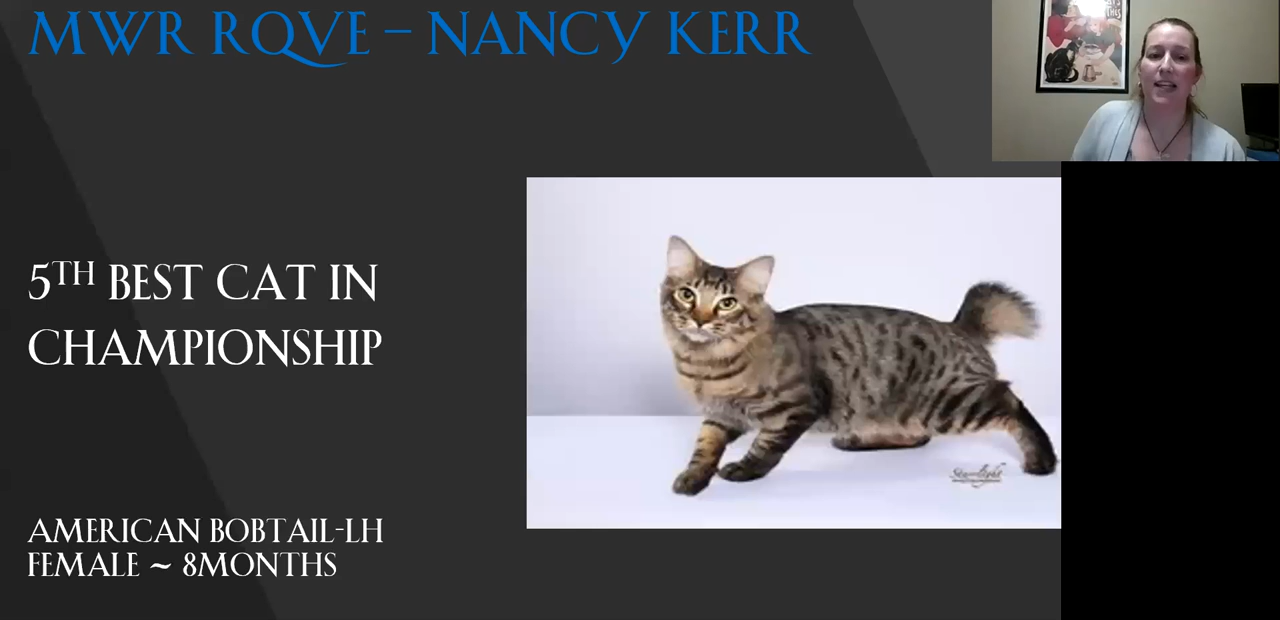 MWR RQVE – NANCY KERR
5TH BEST CAT IN
CHAMPIONSHIP
AMERICAN BOBTAIL-LH
FEMALE ~ 8MONTHS